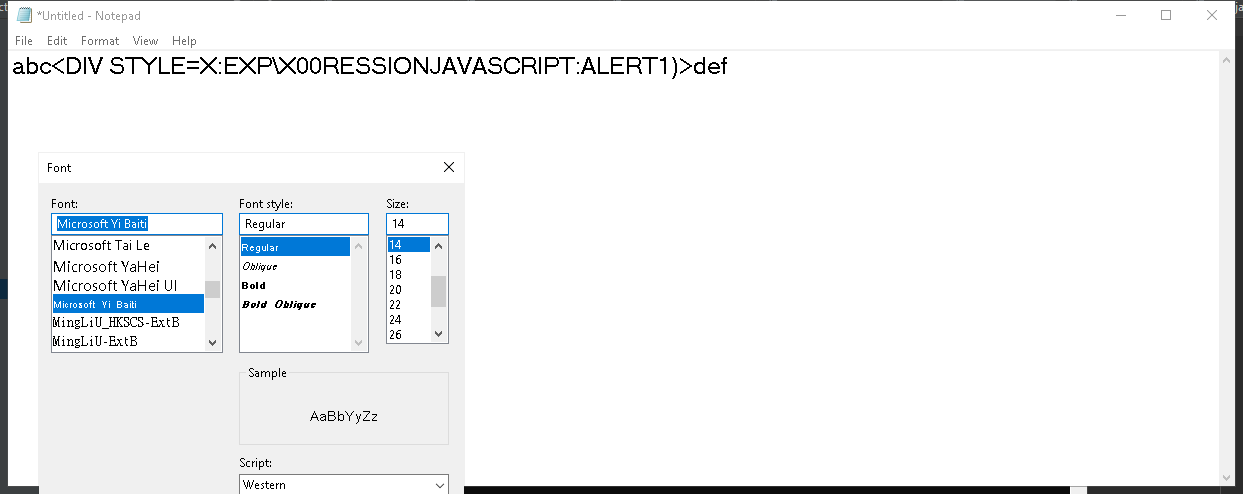 *Untitled - Notepad
File Edit Format View Help
abc<DIV STYLE=X:EXP\X00RESSIONJAVASCRIPT:ALERT1)>def
Font
Font: Font style: Size:
Microsoft Yi Baiti Regular 14
Microsoft Tai Le Regular 14
Microsoft YaHei Oblique 16
Microsoft YaHei UI Bold 18
Microsoft Yi Baiti Bold Oblique 20
MingLiU_HKSCS-ExtB 22
MingLiU-ExtB 24
26
Sample
AaBbYyZz
Script:
Western